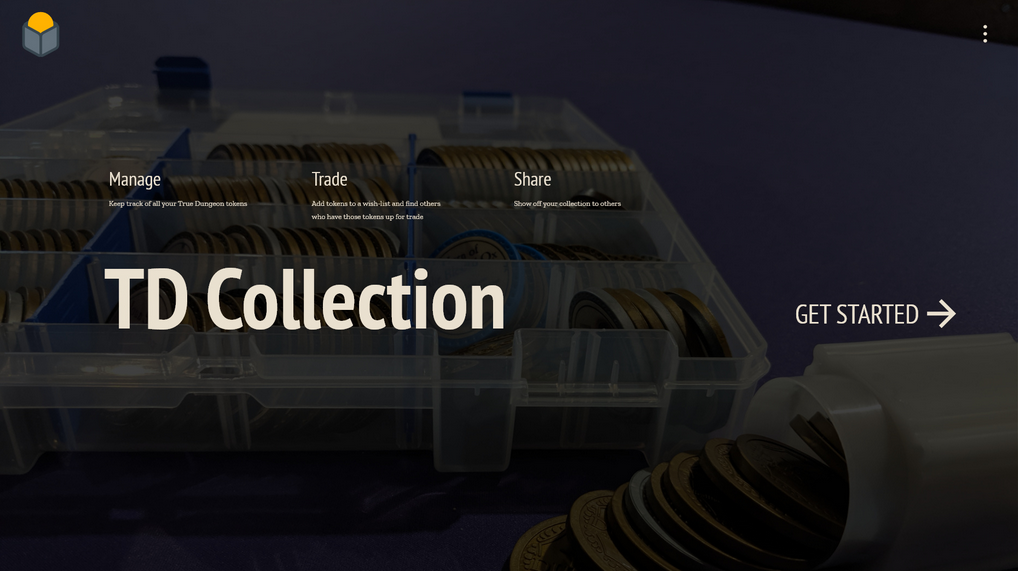 Manage
Keep track of all your True Dungeon tokens
Trade
Add tokens to a wish-list and find others
who have those tokens up for trade
Share
Show off your collection to others
TD Collection
GET STARTED